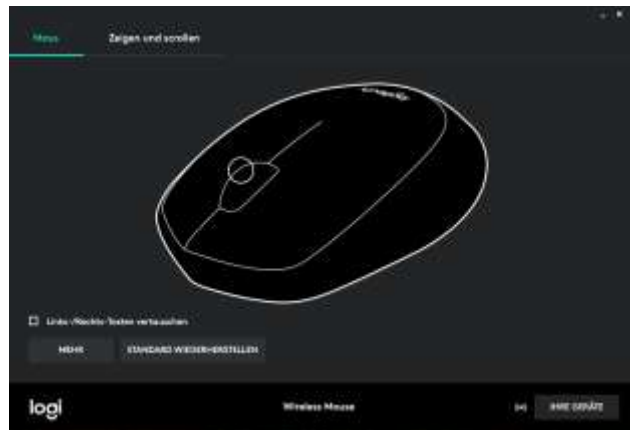 Maus
Zeigen und scrollen
Links-/Rechts-Tasten vertauschen
MEHR
STANDARD WIEDERHERSTELLEN
logi
Wireless Mouse
IHRE GERÄTE